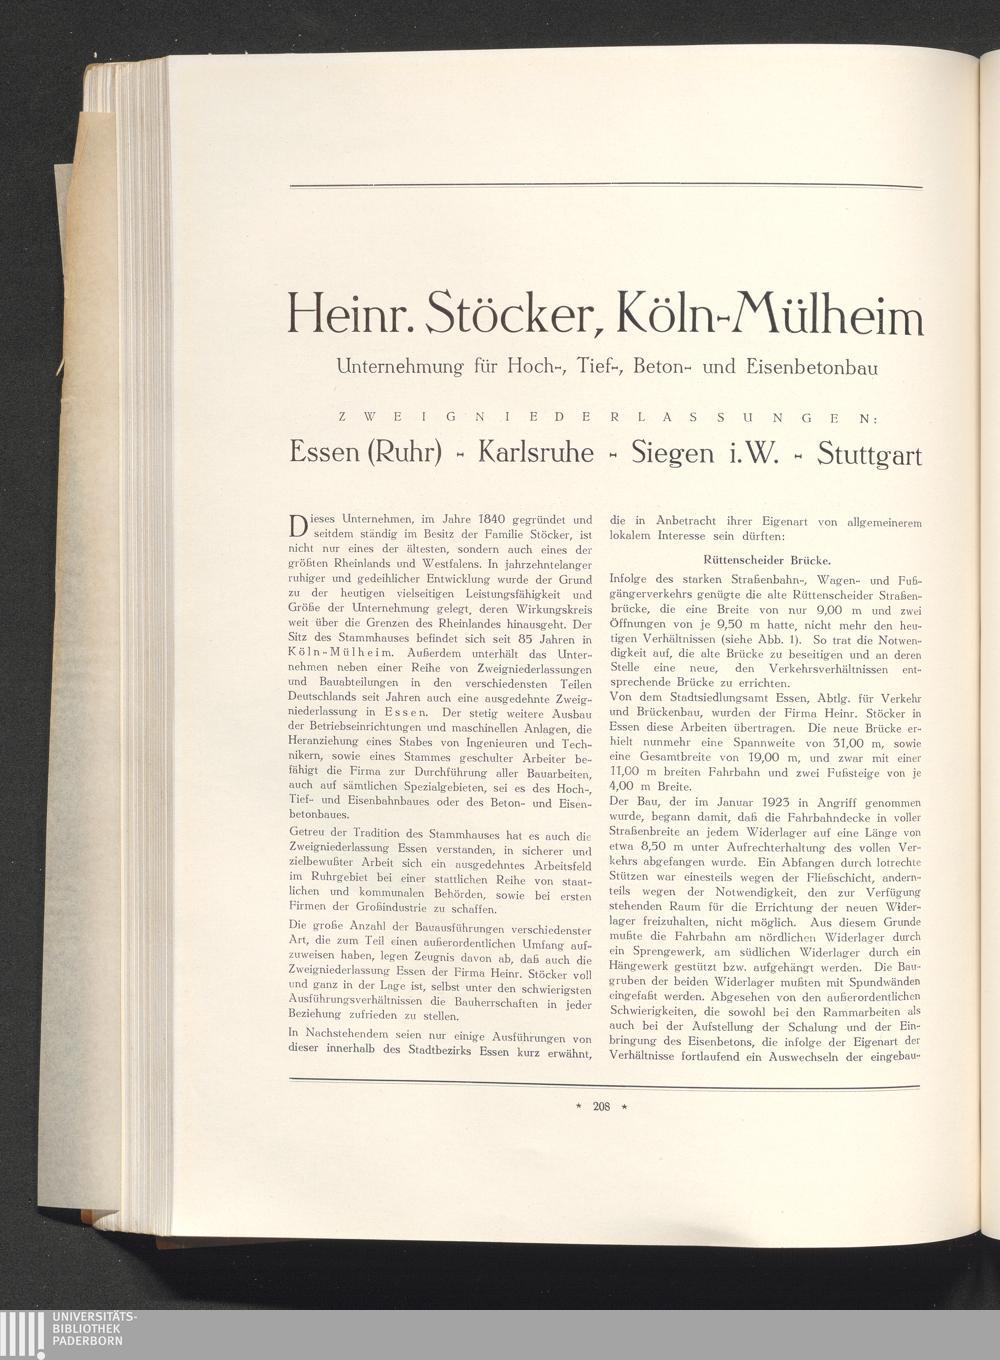 Heinr. Stöcker, Köln-Mülheim
Unternehmung für Hoch-, Tief-, Beton- und Eisenbetonbau
ZWEIGNIEDERLASSUNGEN:
Essen (Ruhr) - Karlsruhe - Siegen i. W. - Stuttgart
Dieses Unternehmen, im Jahre 1840 gegründet und
seitdem ständig im Besitz der Familie Stöcker, ist
nicht nur eines der ältesten, sondern auch eines der
größten Rheinlands und Westfalens. In jahrzehntelanger
ruhiger und gedeihlicher Entwicklung wurde der Grund
zu der heutigen vielseitigen Leistungsfähigkeit und
Größe der Unternehmung gelegt, deren Wirkungskreis
weit über die Grenzen des Rheinlandes hinausgeht. Der
Sitz des Stammhauses befindet sich seit 85 Jahren in
Köln-Mülheim. Außerdem unterhält das Unter-
nehmen neben einer Reihe von Zweigniederlassungen
und Bauabteilungen in den verschiedensten Teilen
Deutschlands seit Jahren auch eine ausgedehnte Zweig-
niederlassung in Essen. Der stetig weitere Ausbau
der Betriebseinrichtungen und maschinellen Anlagen, die
Heranziehung eines Stabes von Ingenieuren und Tech-
nikern, sowie eines Stammes geschulter Arbeiter be-
fähigt die Firma zur Durchführung aller Bauarbeiten,
auch auf sämtlichen Spezialgebieten, sei es des Hoch-,
Tief- und Eisenbahnbaues oder des Beton- und Eisen-
betonbaues.
Getreu der Tradition des Stammhauses hat es auch die
Zweigniederlassung Essen verstanden, in sicherer und
zielbewußter Arbeit sich ein ausgedehntes Arbeitsfeld
im Ruhrgebiet bei einer stattlichen Reihe von staat-
lichen und kommunalen Behörden, sowie bei ersten
Firmen der Großindustrie zu schaffen.
Die große Anzahl der Bauausführungen verschiedenster
Art, die zum Teil einen außerordentlichen Umfang auf-
zuweisen haben, legen Zeugnis davon ab, daß auch die
Zweigniederlassung Essen der Firma Heinr. Stöcker voll
und ganz in der Lage ist, selbst unter den schwierigsten
Ausführungsverhältnissen die Bauherrschaften in jeder
Beziehung zufrieden zu stellen.
In Nachstehendem seien nur einige Ausführungen von
dieser innerhalb des Stadtbezirks Essen kurz erwähnt,
die in Anbetracht ihrer Eigenart von allgemeinerem
lokalem Interesse sein dürften:
Rüttenscheider Brücke.
Infolge des starken Straßenbahn-, Wagen- und Fuß-
gängerverkehrs genügte die alte Rüttenscheider Straßen-
brücke, die eine Breite von nur 9,00 m und zwei
Öffnungen von je 9,50 m hatte, nicht mehr den heu-
tigen Verhältnissen (siehe Abb. 1). So trat die Notwen-
digkeit auf, die alte Brücke zu beseitigen und an deren
Stelle eine neue, den Verkehrsverhältnissen ent-
sprechende Brücke zu errichten.
Von dem Stadtsiedlungsamt Essen, Abtlg. für Verkehr
und Brückenbau, wurden der Firma Heinr. Stöcker in
Essen diese Arbeiten übertragen. Die neue Brücke er-
hielt nunmehr eine Spannweite von 31,00 m, sowie
eine Gesamtbreite von 19,00 m, und zwar mit einer
11,00 m breiten Fahrbahn und zwei Fußsteige von je
4,00 m Breite.
Der Bau, der im Januar 1923 in Angriff genommen
wurde, begann damit, daß die Fahrbahndecke in voller
Straßenbreite an jedem Widerlager auf eine Länge von
etwa 8,50 m unter Aufrechterhaltung des vollen Ver-
kehrs abgefangen wurde. Ein Abfangen durch lotrechte
Stützen war einesteils wegen der Fließschicht, andern-
teils wegen der Notwendigkeit, den zur Verfügung
stehenden Raum für die Errichtung der neuen Wider-
lager freizuhalten, nicht möglich. Aus diesem Grunde
mußte die Fahrbahn am nördlichen Widerlager durch
ein Sprengewerk, am südlichen Widerlager durch ein
Hängewerk gestützt bzw. aufgehängt werden. Die Bau-
gruben der beiden Widerlager mußten mit Spundwänden
eingefaßt werden. Abgesehen von den außerordentlichen
Schwierigkeiten, die sowohl bei den Rammarbeiten als
auch bei der Aufstellung der Schalung und der Ein-
bringung des Eisenbetons, die infolge der Eigenart der
Verhältnisse fortlaufend ein Auswechseln der eingebau-
* 208 *
UNIVERSITÄTS-
BIBLIOTHEK
PADERBORN